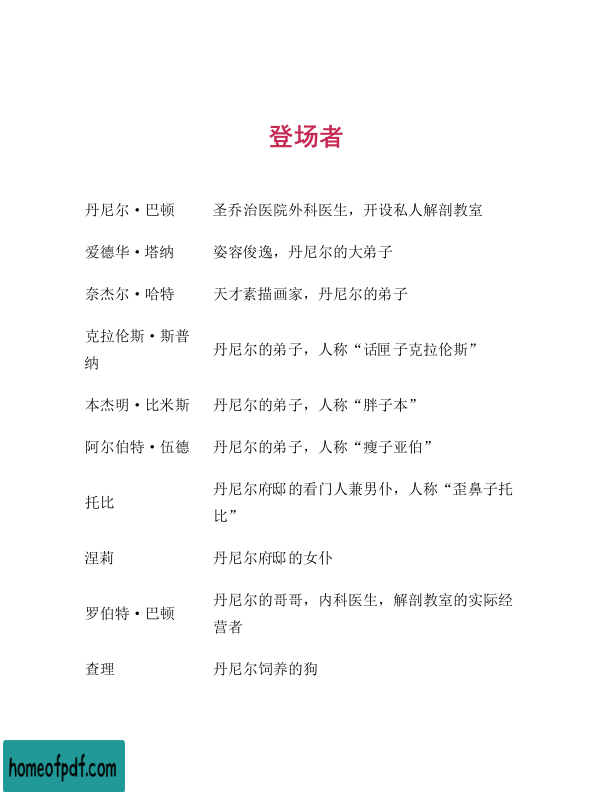 登场者
丹尼尔·巴顿 圣乔治医院外科医生，开设私人解剖教室
爱德华·塔纳 姿容俊逸，丹尼尔的大弟子
奈杰尔·哈特 天才素描画家，丹尼尔的弟子
克拉伦斯·斯普
纳
丹尼尔的弟子，人称“话匣子克拉伦斯”
本杰明·比米斯 丹尼尔的弟子，人称“胖子本”
阿尔伯特·伍德 丹尼尔的弟子，人称“瘦子亚伯”
托比
丹尼尔府邸的看门人兼男仆，人称“歪鼻子托
比”
涅莉 丹尼尔府邸的女仆
罗伯特·巴顿
丹尼尔的哥哥，内科医生，解剖教室的实际经
营者
查理 丹尼尔饲养的狗
homeofpdf.com